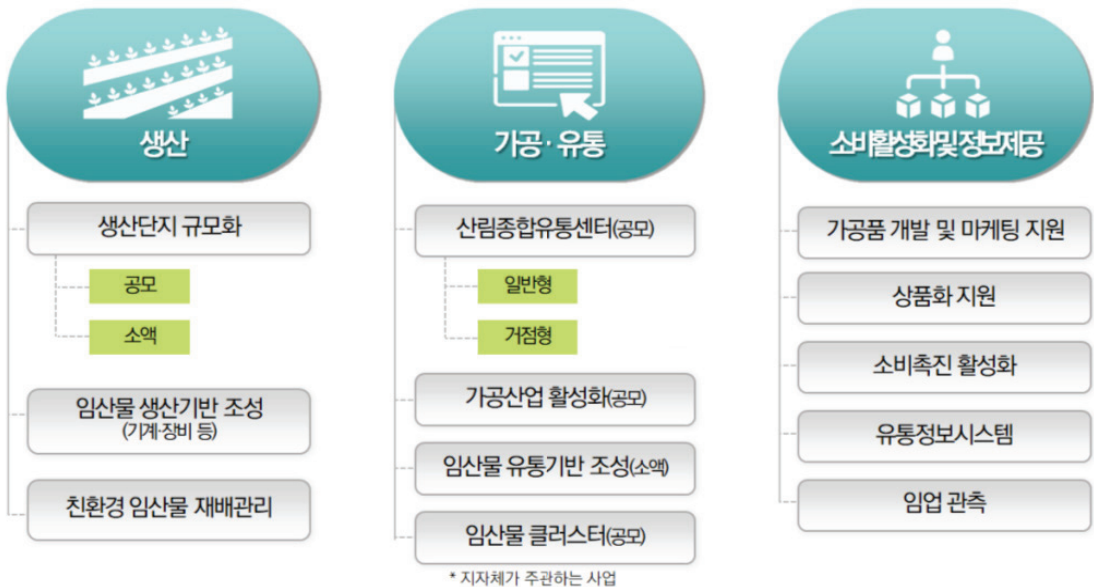 생산
생산단지 규모화
공모
소액
임산물 생산기반 조성
(기계·장비 등)
친환경 임산물 재배관리
가공·유통
산림종합유통센터(공모)
일반형
거점형
가공산업 활성화(공모)
임산물 유통기반 조성(소액)
임산물 클러스터(공모)
* 지자체가 주관하는 사업
소비활성화 및 정보제공
가공품 개발 및 마케팅 지원
상품화 지원
소비촉진 활성화
유통정보시스템
임업 관측